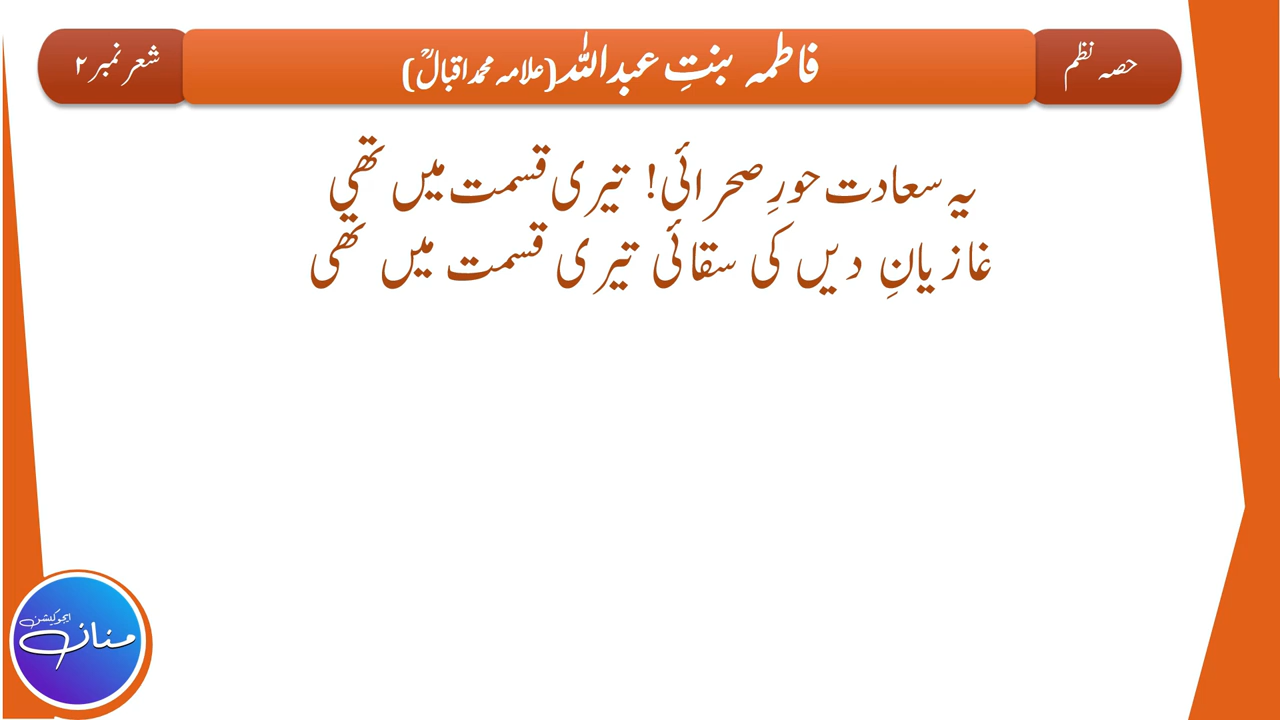 حصہ نظم
فاطمہ بنتِ عبداللہ (علامہ محمد اقبالؒ)
شعر نمبر ۲
یہ سعادت حورِ صحرائی! تیری قسمت میں تھی
غازیانِ دیں کی سقائی تیری قسمت میں تھی
ایجوکیشن
منان